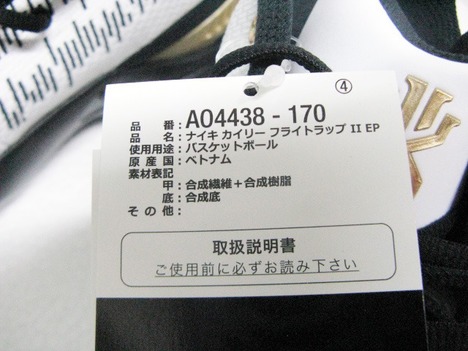 ④
品番:AO4438-170
品名:ナイキ カイリー フライトラップ II EP
使用用途:バスケットボール
原産国:ベトナム
素材表記
甲:合成繊維+合成樹脂
底:合成底
その他:
取扱説明書
ご使用前に必ずお読み下さい